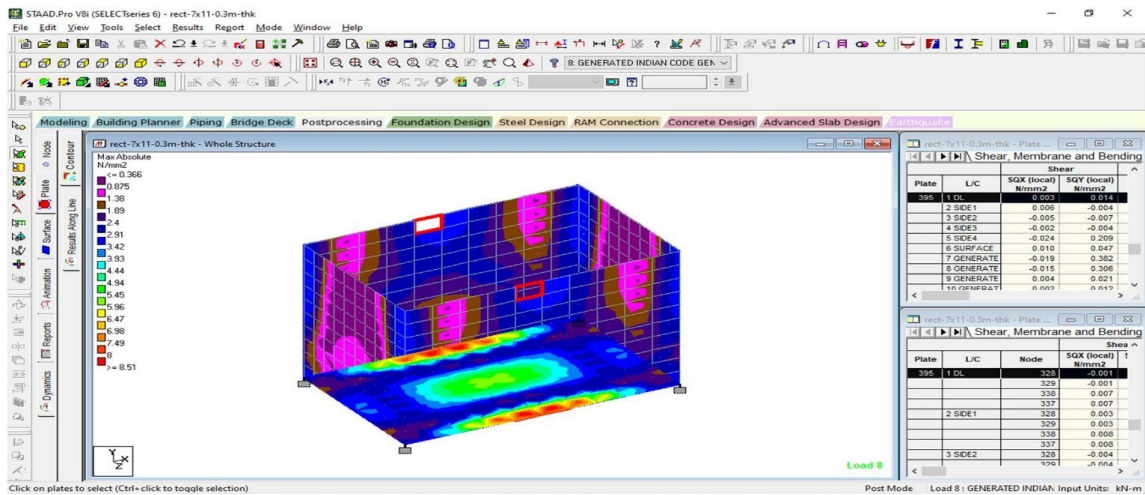 STAAD.Pro V8i (SELECTseries 6) - rect-7x11-0.3m-thk
File Edit View Tools Select Results Report Mode Window Help
8: GENERATED INDIAN CODE GEN
Modeling Building Planner Piping Bridge Deck Postprocessing Foundation Design Steel Design RAM Connection Concrete Design Advanced Slab Design Earthquake
Node
Plate
Surface
Animation
Reports
Dynamics
Contour
Results Along Line
rect-7x11-0.3m-thk - Whole Structure
Max Absolute
N/mm2
<= 0.366
0.875
1.38
1.89
2.4
2.91
3.42
3.93
4.44
4.94
5.45
5.96
6.47
6.98
7.49
8
>= 8.51
Y
X
Z
Load 8
rect-7x11-0.3m-thk - Plate ...
Shear, Membrane and Bending
Shear
Plate L/C SQX (local) N/mm2 SQY (local) N/mm2
395 1 DL 0.003 0.014
2 SIDE1 0.006 -0.004
3 SIDE2 -0.005 -0.007
4 SIDE3 -0.002 -0.004
5 SIDE4 -0.024 0.209
6 SURFACE 0.010 0.047
7 GENERATE -0.019 0.382
8 GENERATE -0.015 0.306
9 GENERATE 0.004 0.021
10 GENERAT 0.002 0.012
rect-7x11-0.3m-thk - Plate ...
Shear, Membrane and Bending
Shea
Plate L/C Node SQX (local) N/mm2
395 1 DL 328 -0.001
329 -0.001
338 0.007
337 0.007
2 SIDE1 328 0.003
329 0.003
338 0.008
337 0.008
3 SIDE2 328 -0.004
329 -0.004
Click on plates to select (Ctrl+click to toggle selection)
Post Mode Load 8 : GENERATED INDIAN Input Units: kN-m